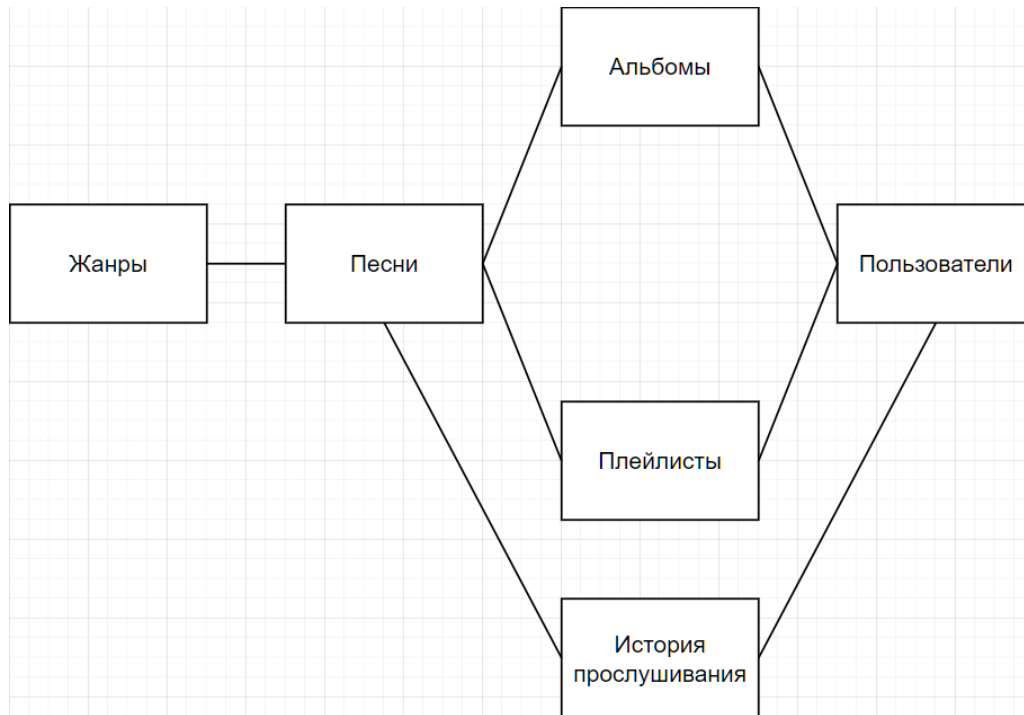 Альбомы
Жанры
Песни
Пользователи
Плейлисты
История
прослушивания